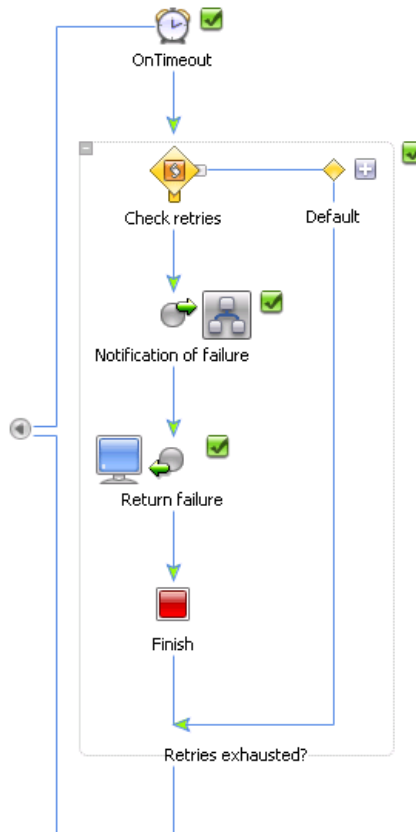 OnTimeout
Check retries
Default
Notification of failure
Return failure
Finish
Retries exhausted?